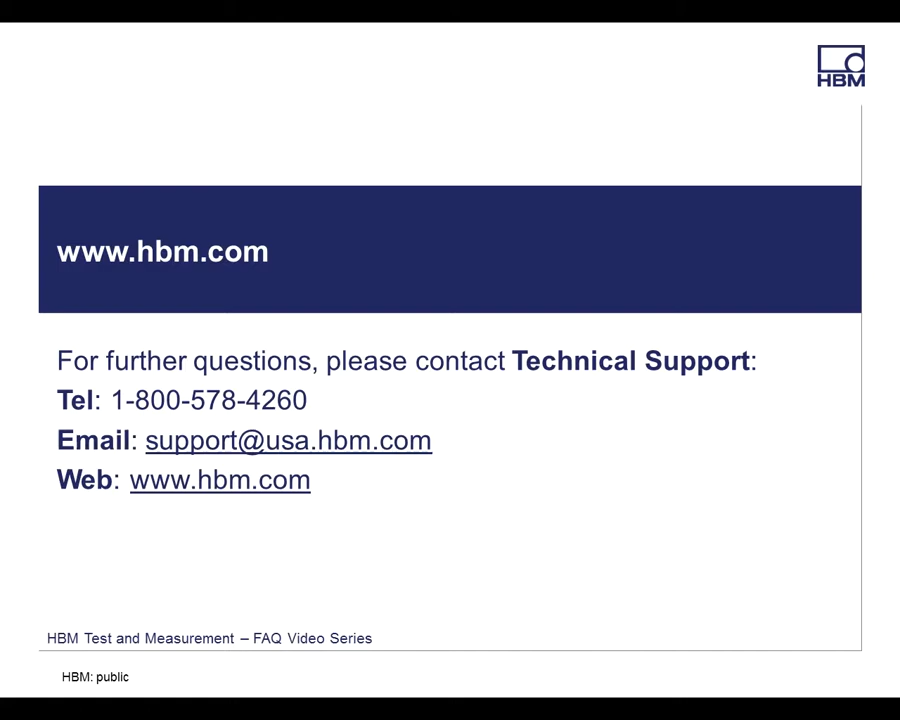 HBM
www.hbm.com
For further questions, please contact Technical Support:
Tel: 1-800-578-4260
Email: support@usa.hbm.com
Web: www.hbm.com
HBM Test and Measurement – FAQ Video Series
HBM: public